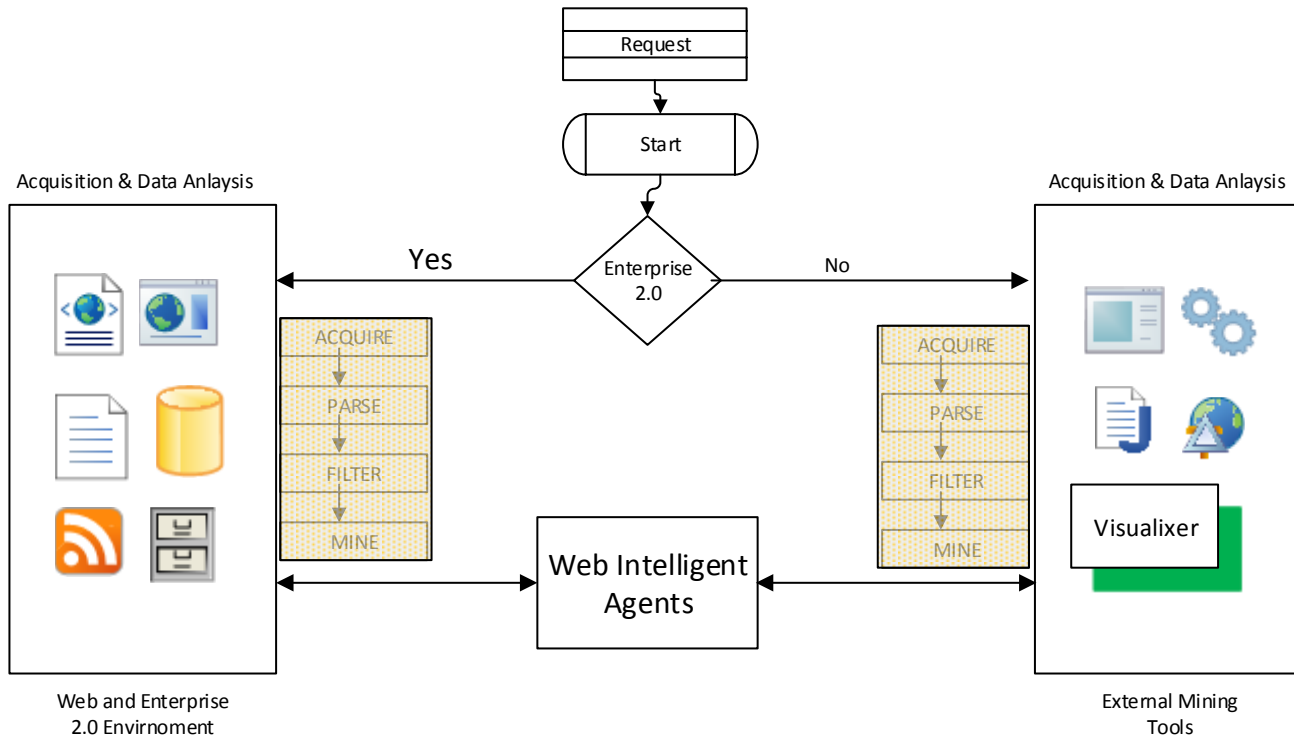 Request
Start
Acquisition & Data Anlaysis
Acquisition & Data Anlaysis
Yes
Enterprise
2.0
No
ACQUIRE
PARSE
FILTER
MINE
ACQUIRE
PARSE
FILTER
MINE
Web Intelligent
Agents
Visualixer
Web and Enterprise
2.0 Envirnoment
External Mining
Tools